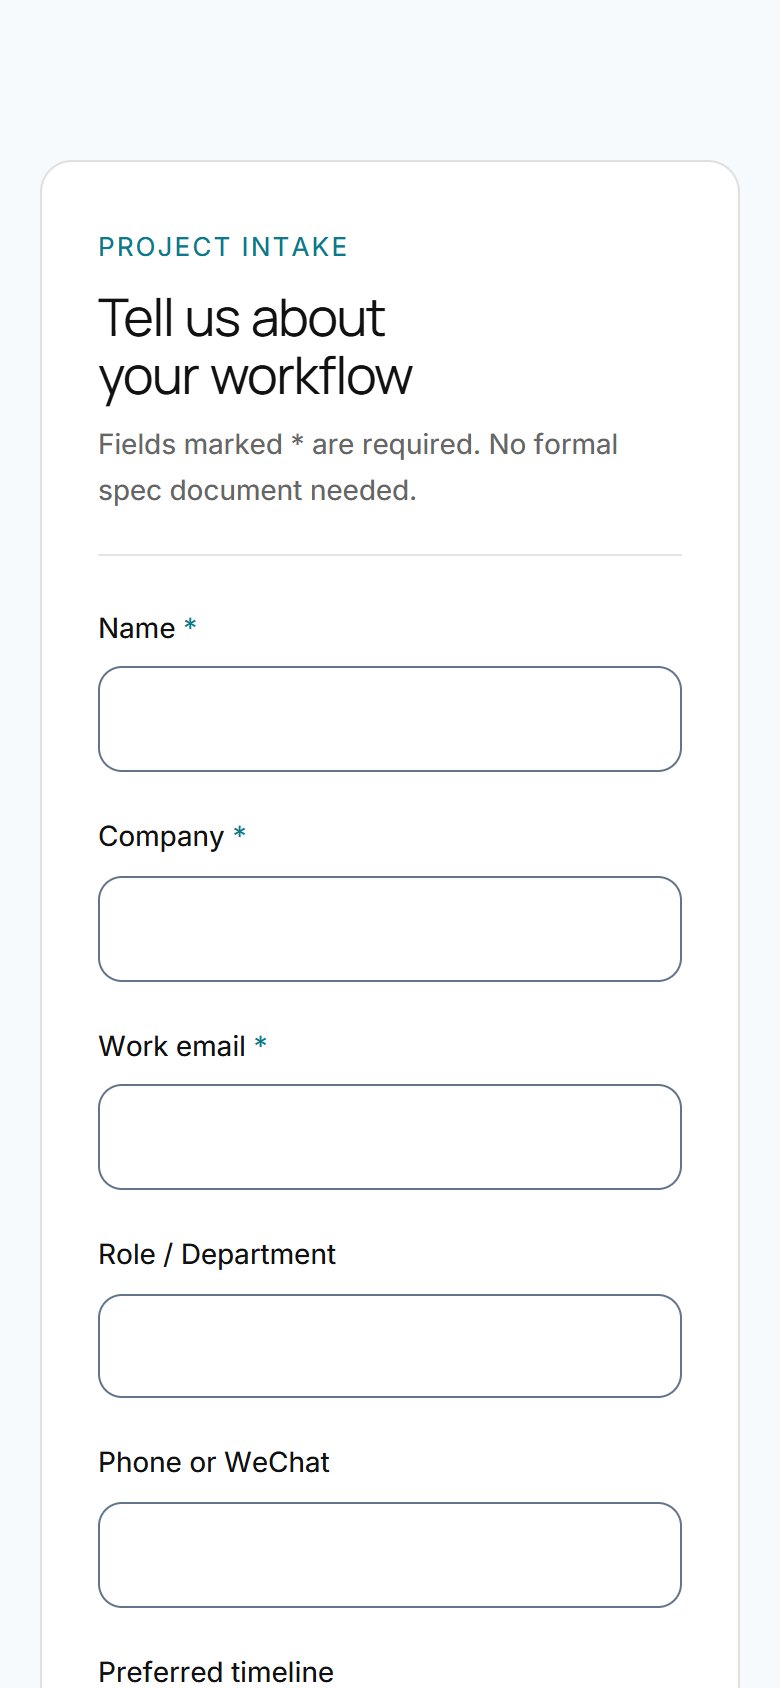 PROJECT INTAKE
Tell us about
your workflow
Fields marked * are required. No formal
spec document needed.
Name *
Company *
Work email *
Role / Department
Phone or WeChat
Preferred timeline